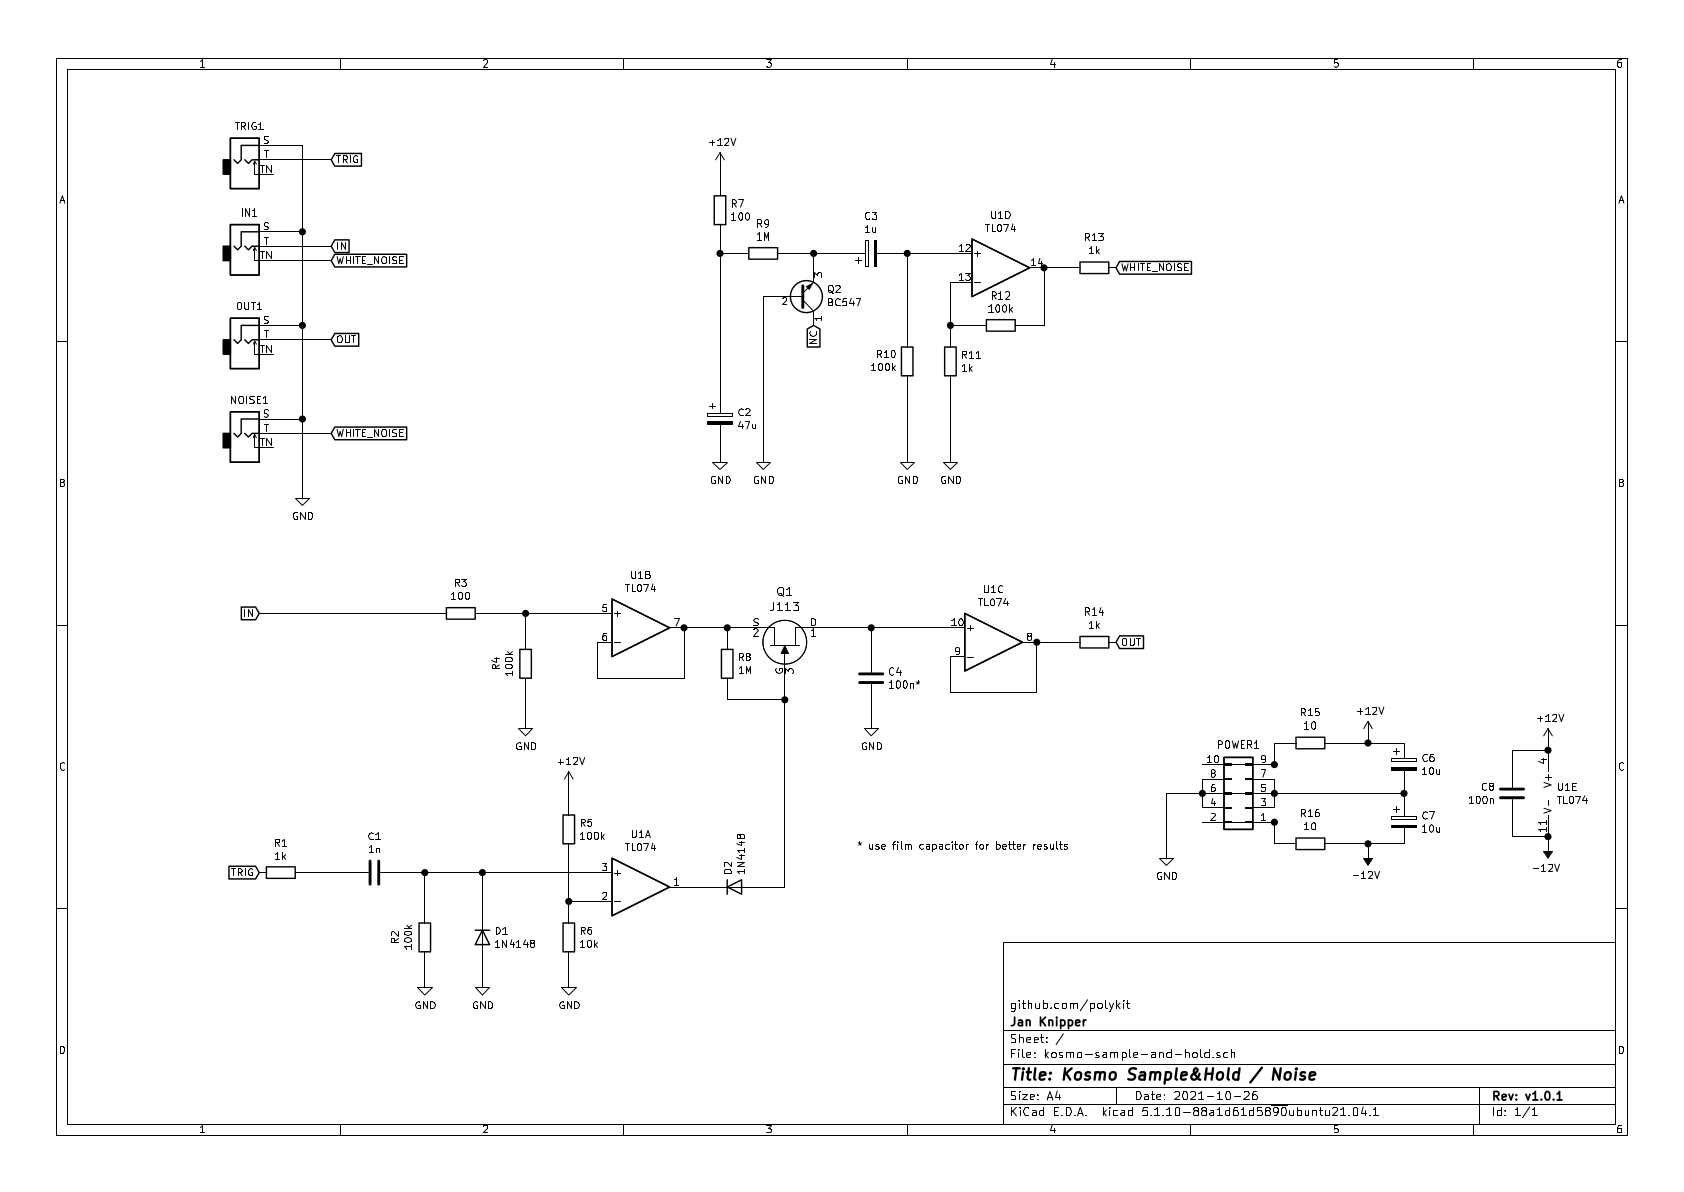 1 2 3 4 5 6
A
B
C
D
TRIG1
S
T
TN
TRIG
IN1
S
T
TN
IN
WHITE_NOISE
OUT1
S
T
TN
OUT
NOISE1
S
T
TN
WHITE_NOISE
GND
+12V
R7
100
R9
1M
C3
1u
+
3
2
1
Q2
BC547
NC
R10
100k
U1D
TL074
12
+
13
-
14
R12
100k
R11
1k
R13
1k
WHITE_NOISE
+
C2
47u
GND
GND
GND
GND
IN
R3
100
R4
100k
GND
U1B
TL074
5
+
6
-
7
Q1
J113
S
2
D
1
G
3
R8
1M
C4
100n*
GND
U1C
TL074
10
+
9
-
8
R14
1k
OUT
TRIG
R1
1k
C1
1n
R2
100k
D1
1N4148
+12V
R5
100k
R6
10k
U1A
TL074
3
+
2
-
1
D2
1N4148
GND
GND
GND
* use film capacitor for better results
POWER1
10 9
8 7
6 5
4 3
2 1
GND
R15
10
+12V
+
C6
10u
R16
10
+
C7
10u
-12V
+12V
4
V+
C8
100n
U1E
TL074
V-
11
-12V
github.com/polykit
Jan Knipper
Sheet: /
File: kosmo-sample-and-hold.sch
Title: Kosmo Sample&Hold / Noise
Size: A4 Date: 2021-10-26 Rev: v1.0.1
KiCad E.D.A. kicad 5.1.10-88a1d61d5890ubuntu21.04.1 Id: 1/1
A
B
C
D
1 2 3 4 5 6